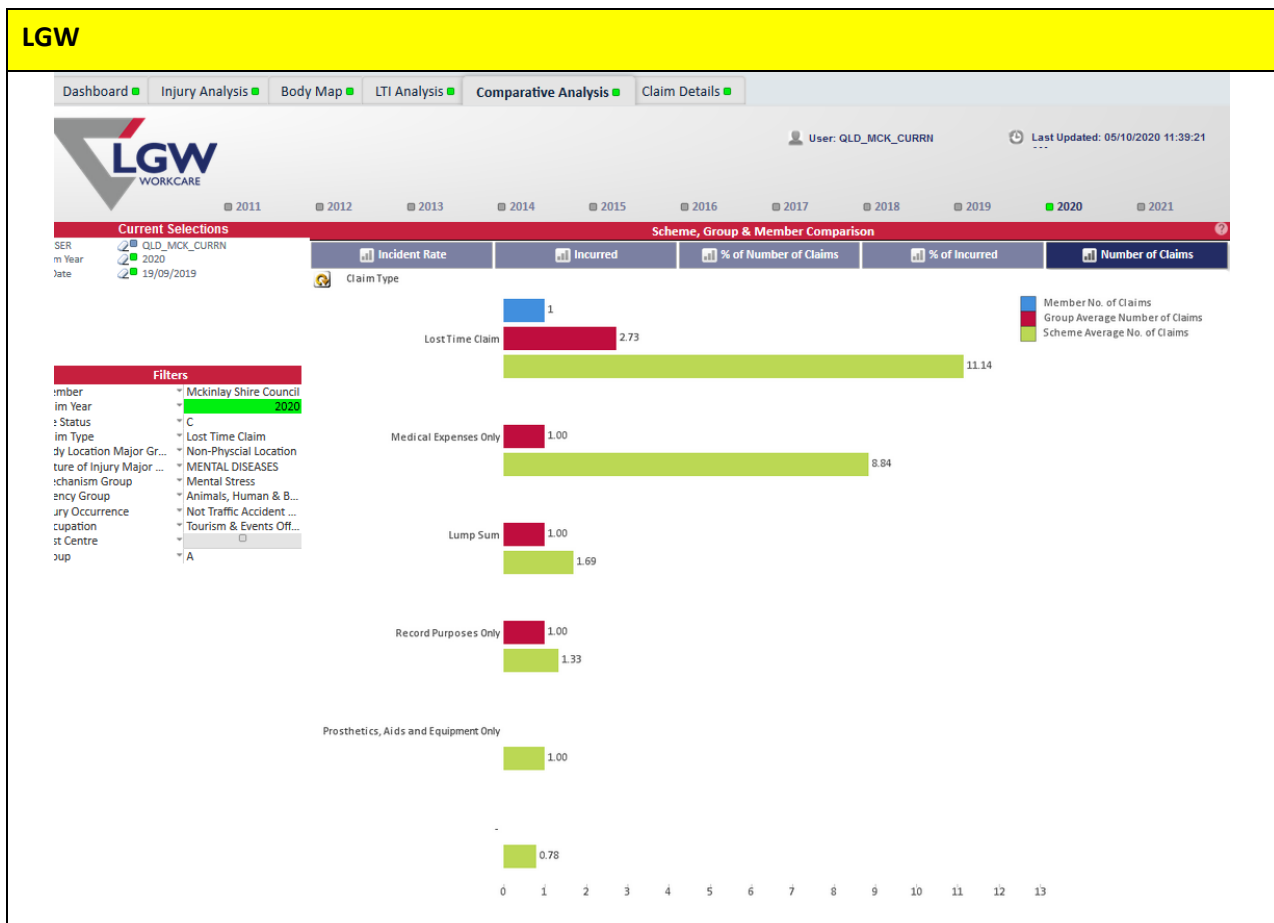 LGW
Dashboard Injury Analysis Body Map LTI Analysis Comparative Analysis Claim Details
LGW
WORKCARE
User: QLD_MCK_CURRN Last Updated: 05/10/2020 11:39:21
2011 2012 2013 2014 2015 2016 2017 2018 2019 2020 2021
Current Selections
SER QLD_MCK_CURRN
m Year 2020
Date 19/09/2019
Scheme, Group & Member Comparison ?
Incident Rate Incurred % of Number of Claims % of Incurred Number of Claims
Claim Type
Member No. of Claims
Group Average Number of Claims
Scheme Average No. of Claims
1
Lost Time Claim 2.73
11.14
Filters
ember Mckinlay Shire Council
im Year 2020
e Status C
im Type Lost Time Claim
dy Location Major Gr... Non-Physcial Location
ture of Injury Major ... MENTAL DISEASES
echanism Group Mental Stress
ency Group Animals, Human & B...
ury Occurrence Not Traffic Accident ...
cupation Tourism & Events Off...
st Centre
oup A
Medical Expenses Only 1.00
8.84
Lump Sum 1.00
1.69
Record Purposes Only 1.00
1.33
Prosthetics, Aids and Equipment Only
1.00
-
0.78
0 1 2 3 4 5 6 7 8 9 10 11 12 13